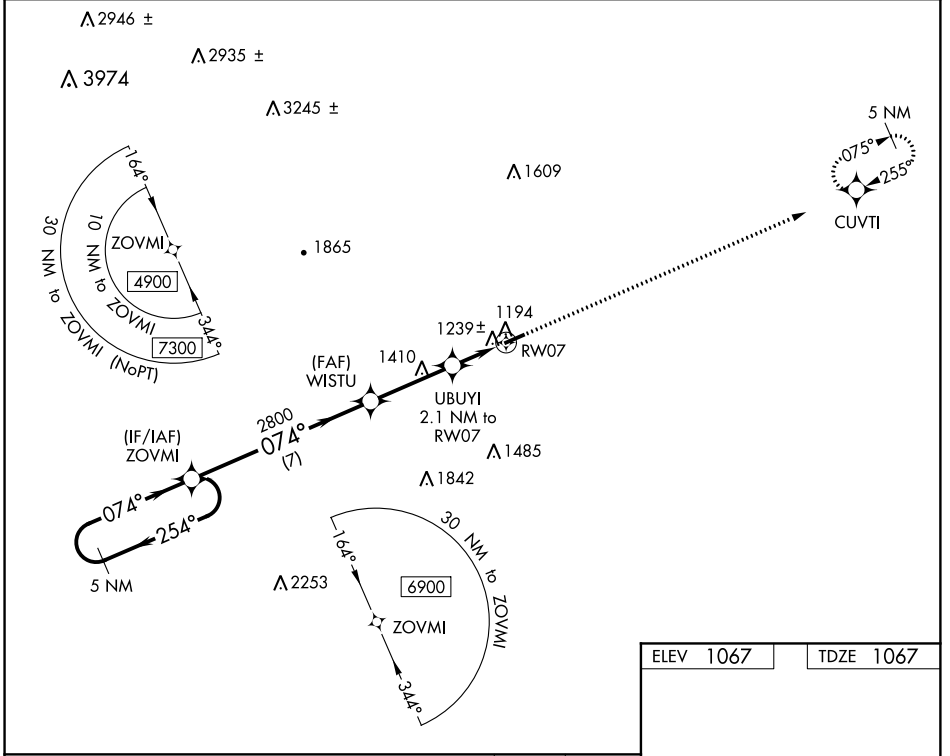 2946 ±
2935 ±
3974
3245 ±
5 NM
075°
255°
CUVTI
1609
164°
ZOVMI
4900
10 NM to ZOVMI
7300
344°
30 NM to ZOVMI (NoPT)
1865
1194
1239 ±
RW07
1410
(FAF)
WISTU
UBUYI
2.1 NM to
RW07
2800
074°
(7)
(IF/IAF)
ZOVMI
1485
1842
074°
254°
5 NM
2253
164°
30 NM to ZOVMI
6900
ZOVMI
344°
ELEV 1067
TDZE 1067